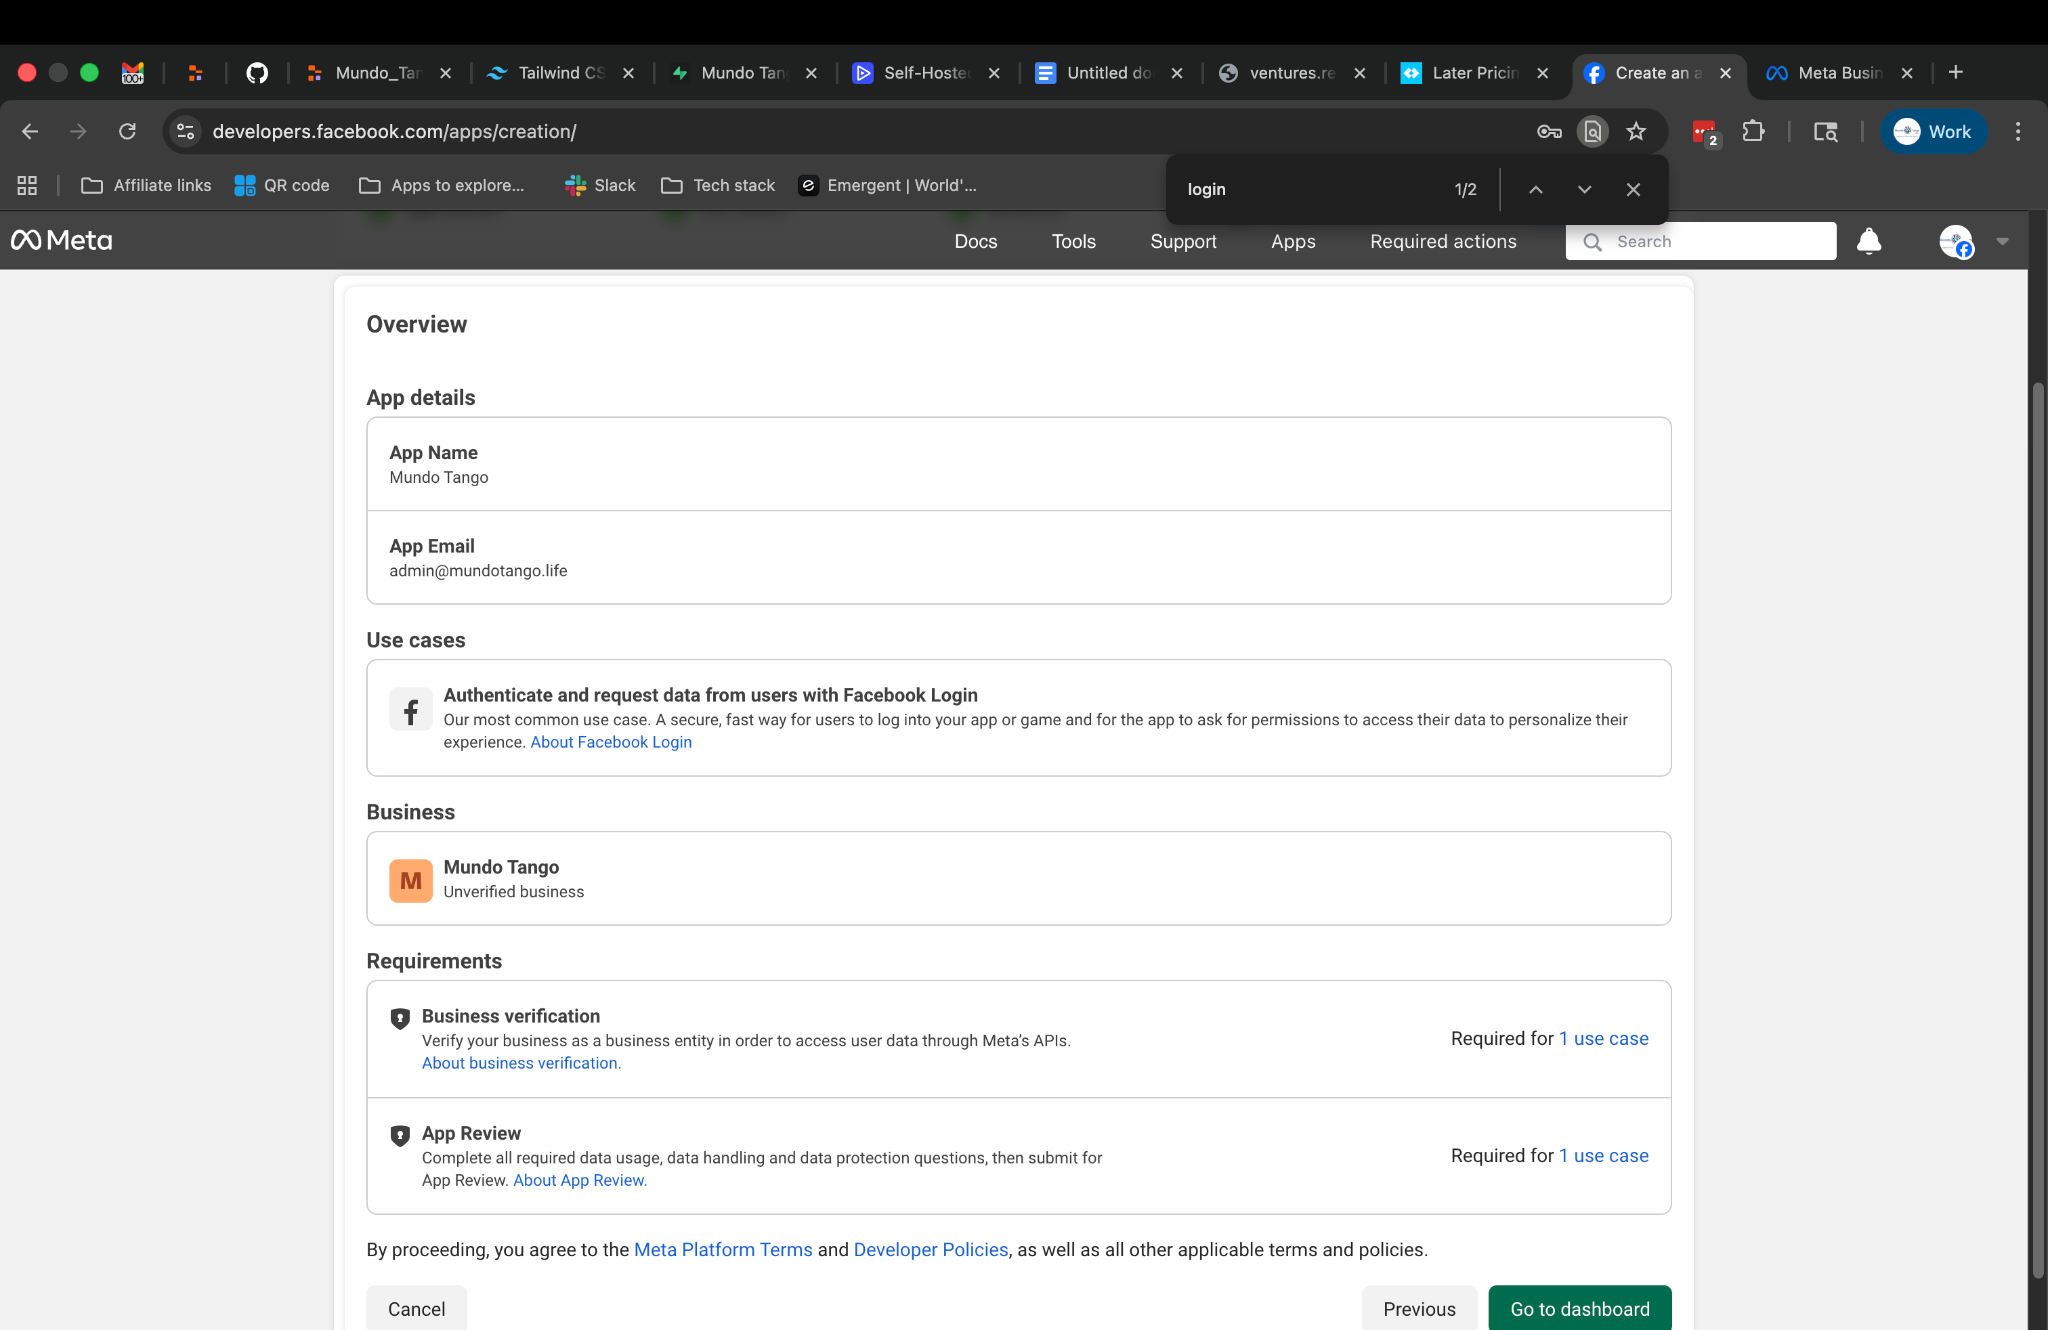 100+
Mundo_Tan
Tailwind CS
Mundo Tan
Self-Hosted
Untitled do
ventures.re
Later Pricin
Create an a
Meta Busin
developers.facebook.com/apps/creation/
2
Work
Affiliate links
QR code
Apps to explore...
Slack
Tech stack
Emergent | World'...
login
1/2
Meta
Docs
Tools
Support
Apps
Required actions
Search
Overview
App details
App Name
Mundo Tango
App Email
admin@mundotango.life
Use cases
Authenticate and request data from users with Facebook Login
Our most common use case. A secure, fast way for users to log into your app or game and for the app to ask for permissions to access their data to personalize their
experience. About Facebook Login
Business
M
Mundo Tango
Unverified business
Requirements
Business verification
Verify your business as a business entity in order to access user data through Meta's APIs.
About business verification.
Required for 1 use case
App Review
Complete all required data usage, data handling and data protection questions, then submit for
App Review. About App Review.
Required for 1 use case
By proceeding, you agree to the Meta Platform Terms and Developer Policies, as well as all other applicable terms and policies.
Cancel
Previous
Go to dashboard